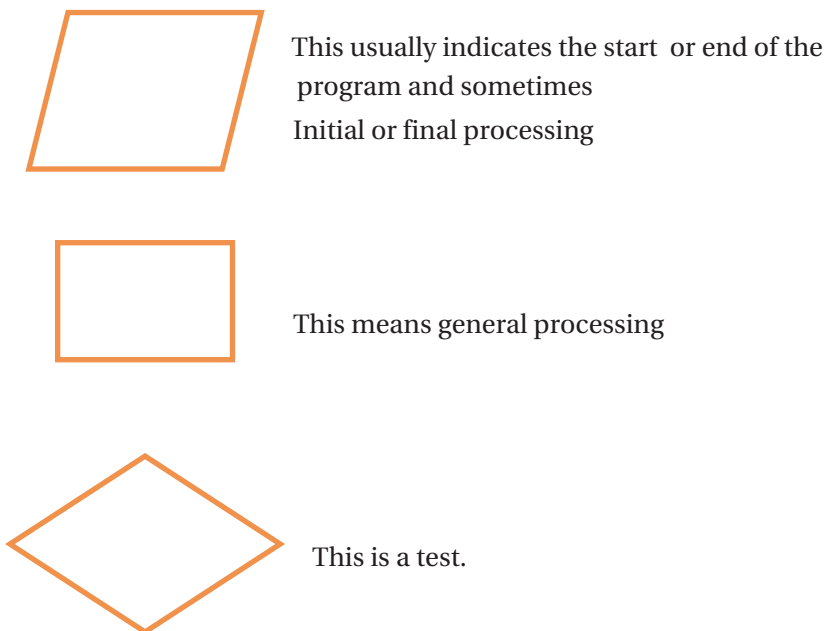 This usually indicates the start or end of the
program and sometimes
Initial or final processing
This means general processing
This is a test.